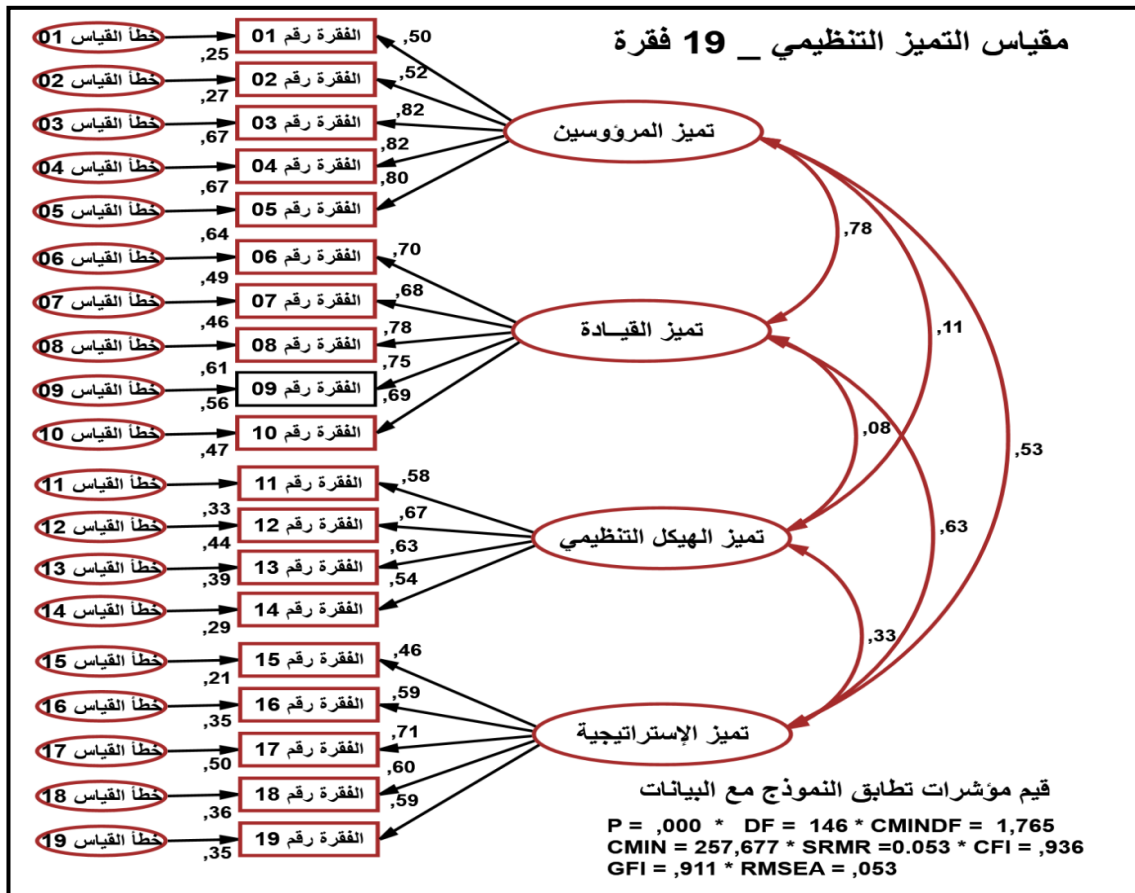 مقياس التميز التنظيمي _ 19 فقرة
خطأ القياس 01
الفقرة رقم 01
,50
,25
خطأ القياس 02
الفقرة رقم 02
,52
,27
خطأ القياس 03
الفقرة رقم 03
,82
,67
خطأ القياس 04
الفقرة رقم 04
,82
,67
خطأ القياس 05
الفقرة رقم 05
,80
,64
تميز المرؤوسين
خطأ القياس 06
الفقرة رقم 06
,70
,49
خطأ القياس 07
الفقرة رقم 07
,68
,46
خطأ القياس 08
الفقرة رقم 08
,78
,61
خطأ القياس 09
الفقرة رقم 09
,75
,56
خطأ القياس 10
الفقرة رقم 10
,69
,47
تميز القيــادة
خطأ القياس 11
الفقرة رقم 11
,58
,33
خطأ القياس 12
الفقرة رقم 12
,67
,44
خطأ القياس 13
الفقرة رقم 13
,63
,39
خطأ القياس 14
الفقرة رقم 14
,54
,29
تميز الهيكل التنظيمي
خطأ القياس 15
الفقرة رقم 15
,46
,21
خطأ القياس 16
الفقرة رقم 16
,59
,35
خطأ القياس 17
الفقرة رقم 17
,71
,50
خطأ القياس 18
الفقرة رقم 18
,60
,36
خطأ القياس 19
الفقرة رقم 19
,59
,35
تميز الإستراتيجية
,78
,11
,08
,53
,63
,33
قيم مؤشرات تطابق النموذج مع البيانات
P = ,000 * DF = 146 * CMINDF = 1,765
CMIN = 257,677 * SRMR =0.053 * CFI = ,936
GFI = ,911 * RMSEA = ,053